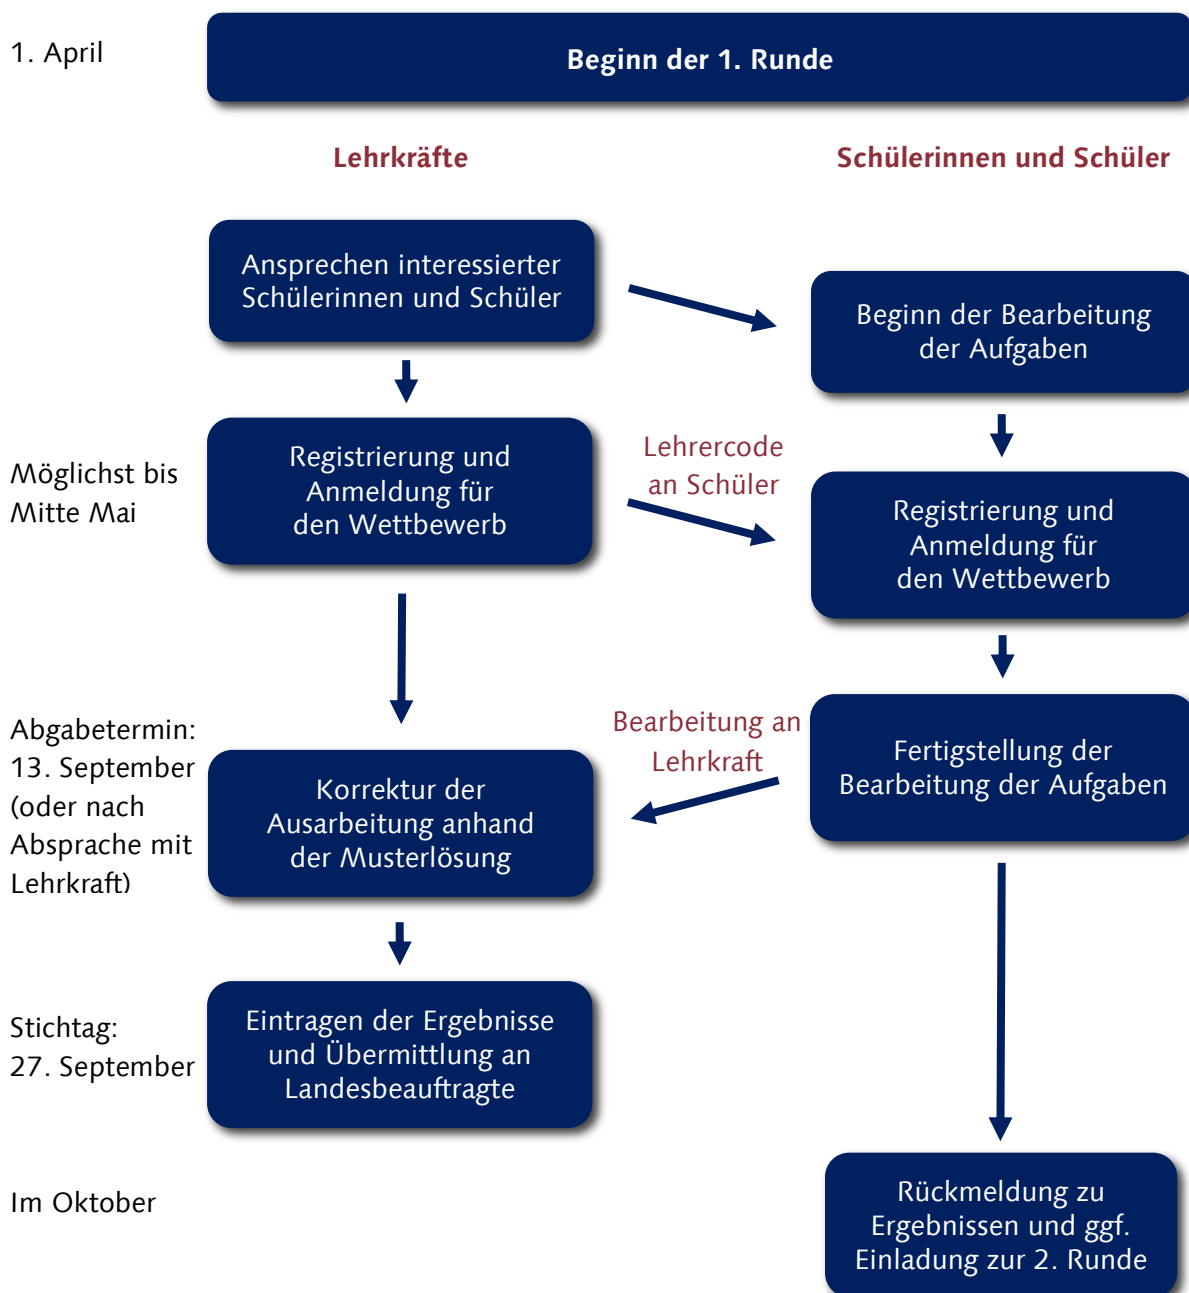 1. April
Beginn der 1. Runde
Lehrkräfte
Schülerinnen und Schüler
Ansprechen interessierter
Schülerinnen und Schüler
Beginn der Bearbeitung
der Aufgaben
Möglichst bis
Mitte Mai
Registrierung und
Anmeldung für
den Wettbewerb
Lehrercode
an Schüler
Registrierung und
Anmeldung für
den Wettbewerb
Abgabetermin:
13. September
(oder nach
Absprache mit
Lehrkraft)
Korrektur der
Ausarbeitung anhand
der Musterlösung
Bearbeitung an
Lehrkraft
Fertigstellung der
Bearbeitung der Aufgaben
Stichtag:
27. September
Eintragen der Ergebnisse
und Übermittlung an
Landesbeauftragte
Im Oktober
Rückmeldung zu
Ergebnissen und ggf.
Einladung zur 2. Runde